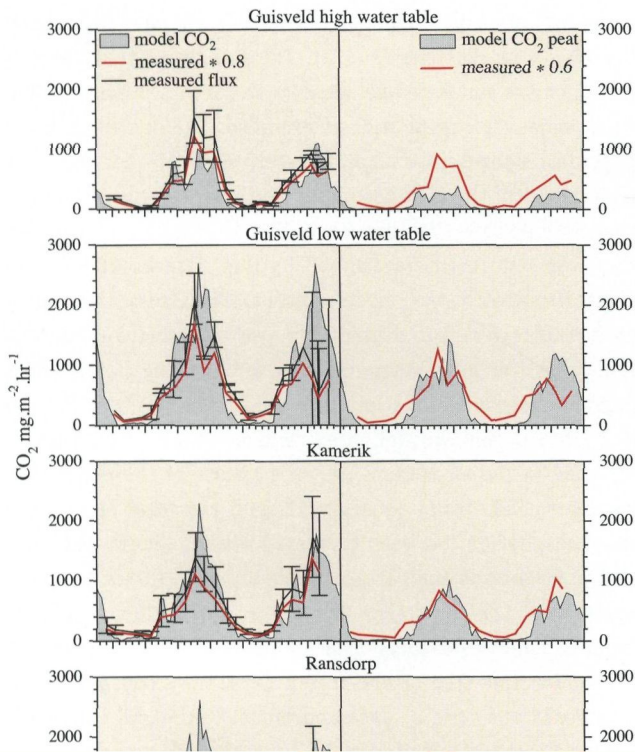 Guisveld high water table
3000
2000
1000
0
model CO₂
measured * 0.8
measured flux
model CO₂ peat
measured * 0.6
3000
2000
1000
0
Guisveld low water table
3000
2000
1000
0
3000
2000
1000
0
CO₂ mg.m⁻².hr⁻¹
Kamerik
3000
2000
1000
0
3000
2000
1000
0
Ransdorp
3000
2000
3000
2000